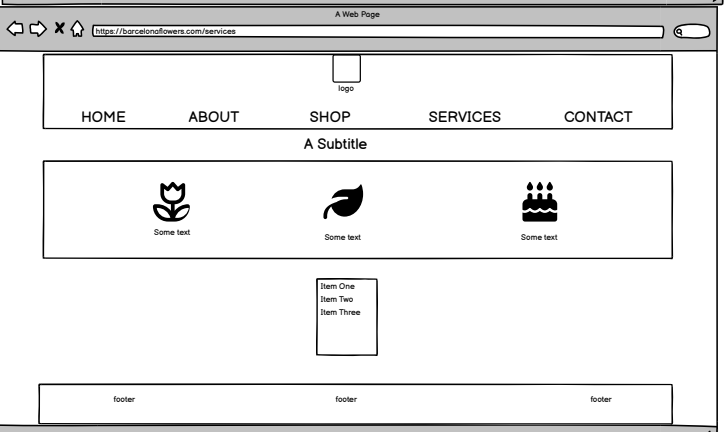 A Web Page
https://barcelonaflowers.com/services
logo
HOME ABOUT SHOP SERVICES CONTACT
A Subtitle
Some text Some text Some text
Item One
Item Two
Item Three
footer footer footer